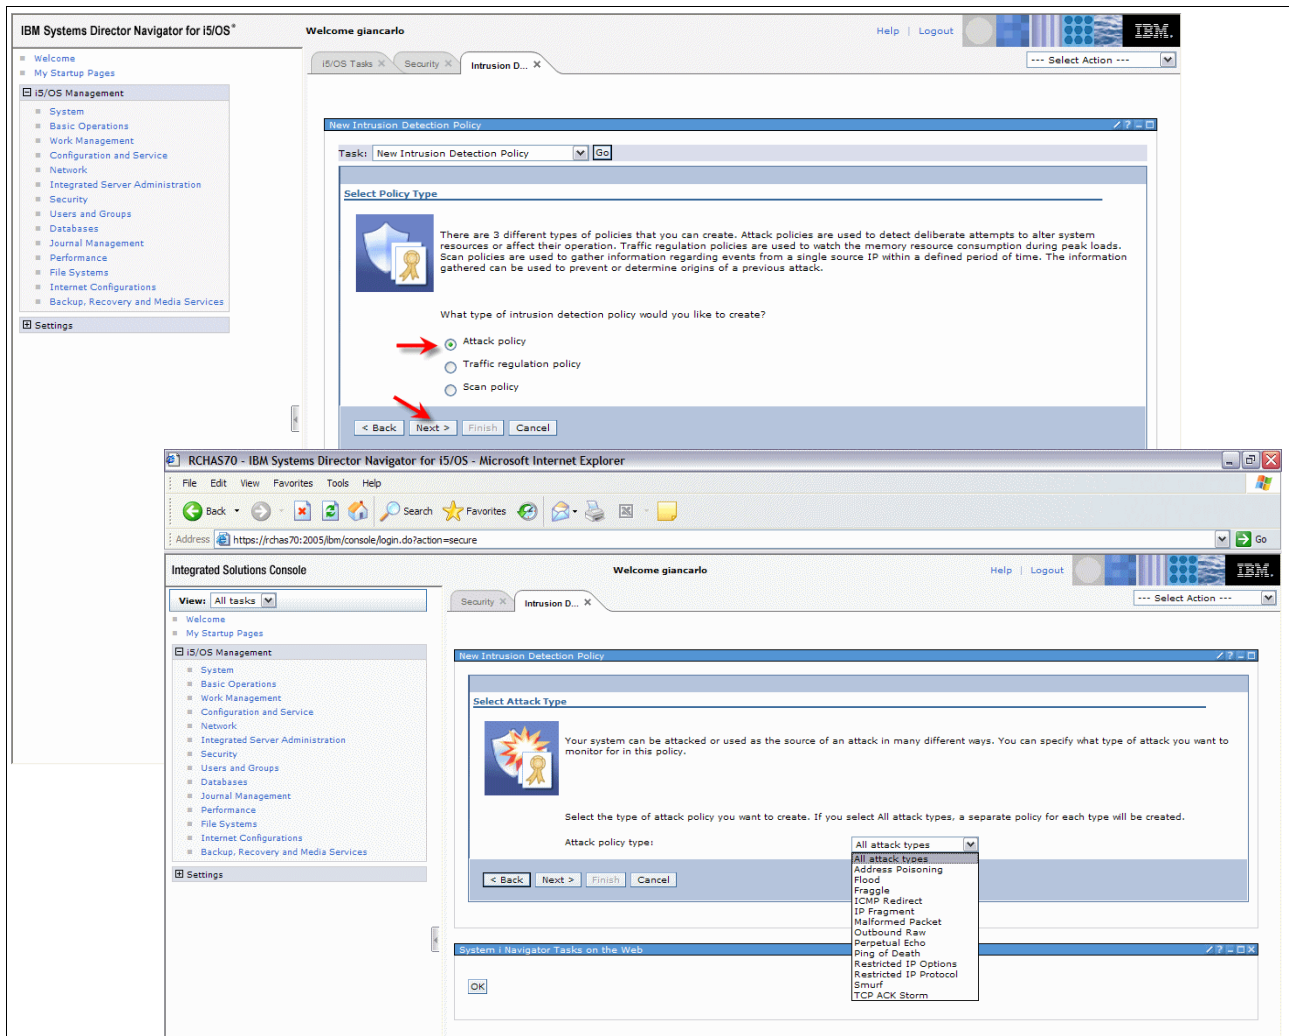 IBM Systems Director Navigator for i5/OS®
Welcome giancarlo
Help | Logout
IBM.
Welcome
My Startup Pages
i5/OS Management
System
Basic Operations
Work Management
Configuration and Service
Network
Integrated Server Administration
Security
Users and Groups
Databases
Journal Management
Performance
File Systems
Internet Configurations
Backup, Recovery and Media Services
Settings
i5/OS Tasks
Security
Intrusion D...
--- Select Action ---
New Intrusion Detection Policy
Task: New Intrusion Detection Policy Go
Select Policy Type
There are 3 different types of policies that you can create. Attack policies are used to detect deliberate attempts to alter system
resources or affect their operation. Traffic regulation policies are used to watch the memory resource consumption during peak loads.
Scan policies are used to gather information regarding events from a single source IP within a defined period of time. The information
gathered can be used to prevent or determine origins of a previous attack.
What type of intrusion detection policy would you like to create?
Attack policy
Traffic regulation policy
Scan policy
< Back Next > Finish Cancel
RCHAS70 - IBM Systems Director Navigator for i5/OS - Microsoft Internet Explorer
File Edit View Favorites Tools Help
Back Search Favorites
Address https://rchas70:2005/ibm/console/login.do?action=secure Go
Integrated Solutions Console
Welcome giancarlo
Help | Logout
IBM.
View: All tasks
Welcome
My Startup Pages
i5/OS Management
System
Basic Operations
Work Management
Configuration and Service
Network
Integrated Server Administration
Security
Users and Groups
Databases
Journal Management
Performance
File Systems
Internet Configurations
Backup, Recovery and Media Services
Settings
Security
Intrusion D...
--- Select Action ---
New Intrusion Detection Policy
Select Attack Type
Your system can be attacked or used as the source of an attack in many different ways. You can specify what type of attack you want to
monitor for in this policy.
Select the type of attack policy you want to create. If you select All attack types, a separate policy for each type will be created.
Attack policy type: All attack types
All attack types
Address Poisoning
Flood
Fraggle
ICMP Redirect
IP Fragment
Malformed Packet
Outbound Raw
Perpetual Echo
Ping of Death
Restricted IP Options
Restricted IP Protocol
Smurf
TCP ACK Storm
< Back Next > Finish Cancel
System i Navigator Tasks on the Web
OK